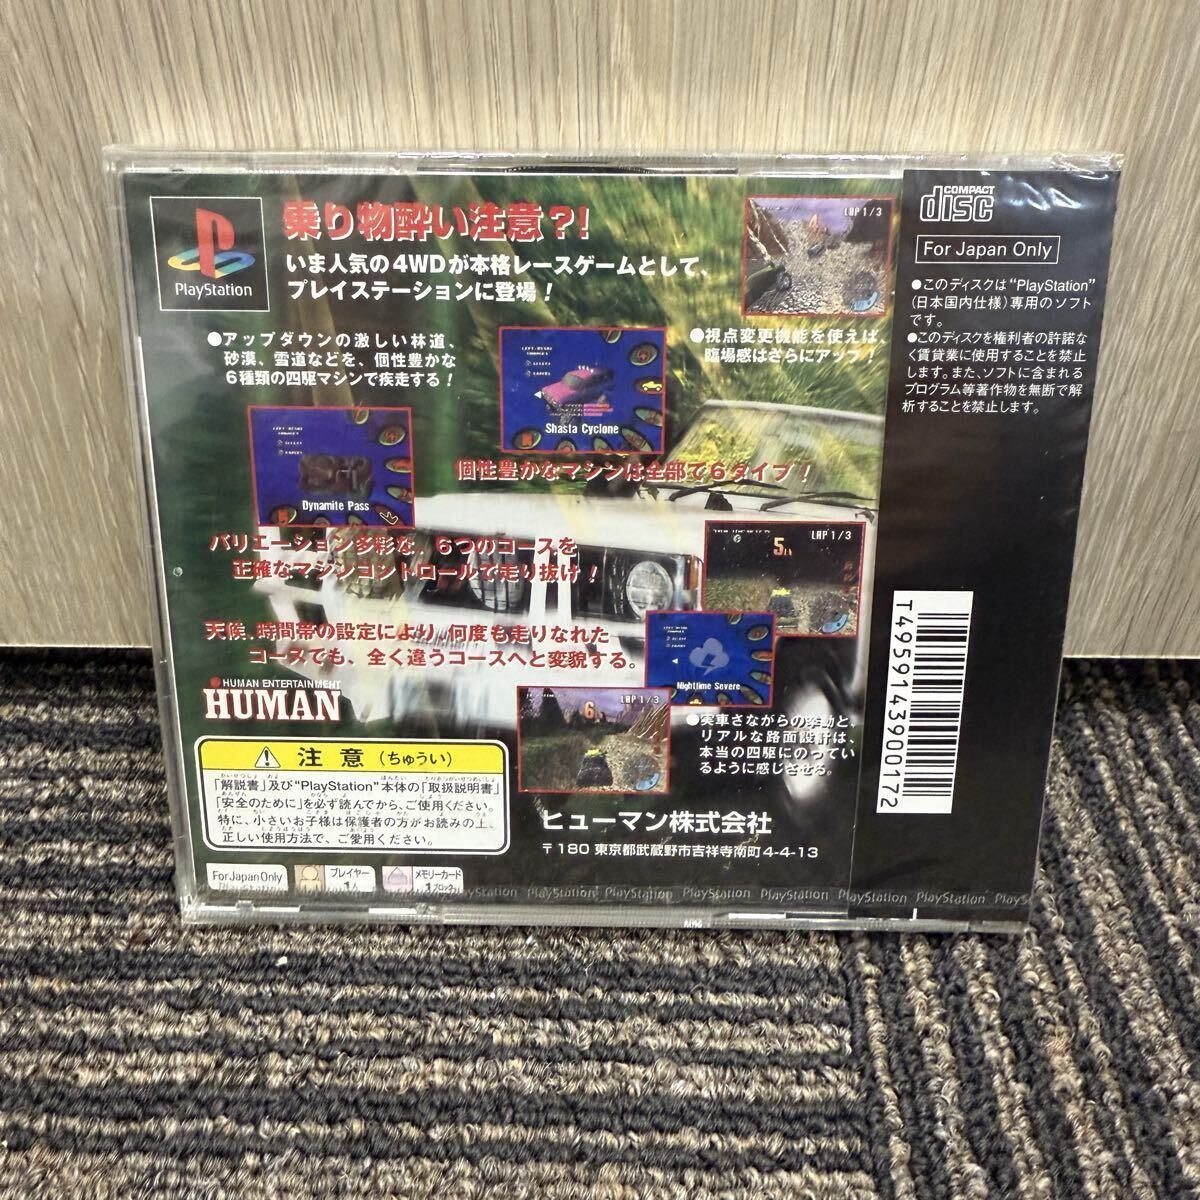 PlayStation
乗り物酔い注意?!
いま人気の4WDが本格レースゲームとして、
プレイステーションに登場!
●アップダウンの激しい林道、
砂漠、雪道などを、個性豊かな
6種類の四駆マシンで疾走する!
LAP 1/3
●視点変更機能を使えば、
臨場感はさらにアップ!
Shasta Cyclone
個性豊かなマシンは全部で6タイプ!
Dynamite Pass
バリエーション多彩な、6つのコースを
正確なマシンコントロールで走り抜け!
5
LAP 1/3
天候、時間帯の設定により、何度も走りなれた
コースでも、全く違うコースへと変貌する。
Nighttime Severe
HUMAN ENTERTAINMENT
HUMAN
6
LAP 1/3
●実車さながらの挙動と、
リアルな路面設計は、
本当の四駆にのってい
るように感じさせる。
注意(ちゅうい)
「解説書」及び“PlayStation”本体の「取扱説明書」
「安全のために」を必ず読んでから、ご使用ください。
特に、小さいお子様は保護者の方がお読みの上、
正しい使用方法で、ご愛用ください。
ヒューマン株式会社
〒180 東京都武蔵野市吉祥寺南町4-4-13
For Japan Only
プレイヤー
1人
メモリーカード
1ブロック
PlayStation PlayStation PlayStation PlayStation PlayStation PlayStation PlayStation
COMPACT
disc
For Japan Only
●このディスクは“PlayStation”
(日本国内仕様)専用のソフト
です。
●このディスクを権利者の許諾な
く賃貸業に使用することを禁止
します。また、ソフトに含まれる
プログラム等著作物を無断で解
析することを禁止します。
T4959143900172